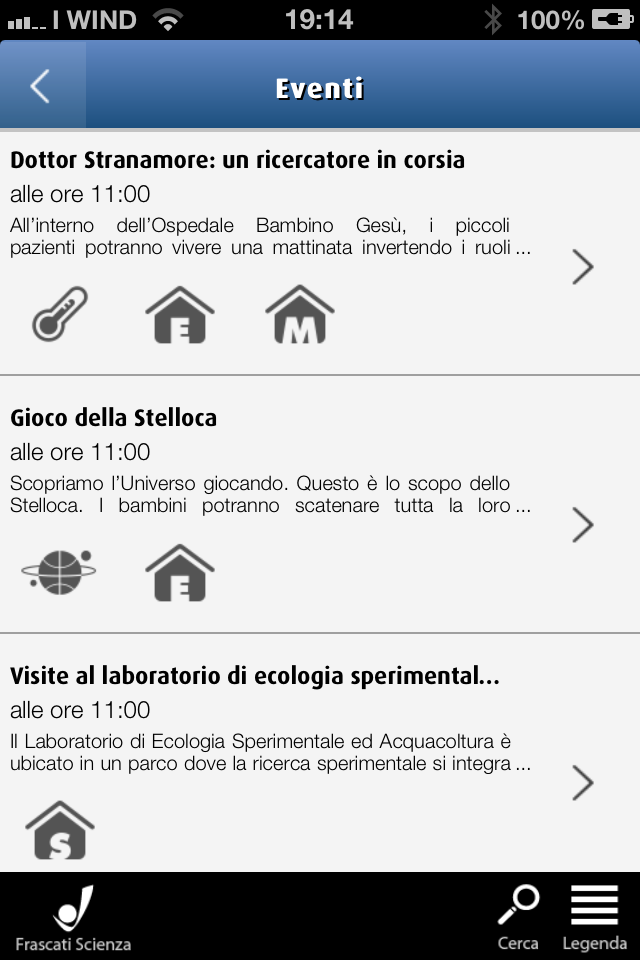 I WIND 19:14 100%
Eventi
Dottor Stranamore: un ricercatore in corsia
alle ore 11:00
All'interno dell'Ospedale Bambino Gesù, i piccoli
pazienti potranno vivere una mattinata invertendo i ruoli ...
E M
Gioco della Stelloca
alle ore 11:00
Scopriamo l'Universo giocando. Questo è lo scopo dello
Stelloca. I bambini potranno scatenare tutta la loro ...
E
Visite al laboratorio di ecologia sperimental...
alle ore 11:00
Il Laboratorio di Ecologia Sperimentale ed Acquacoltura è
ubicato in un parco dove la ricerca sperimentale si integra ...
S
Frascati Scienza Cerca Legenda